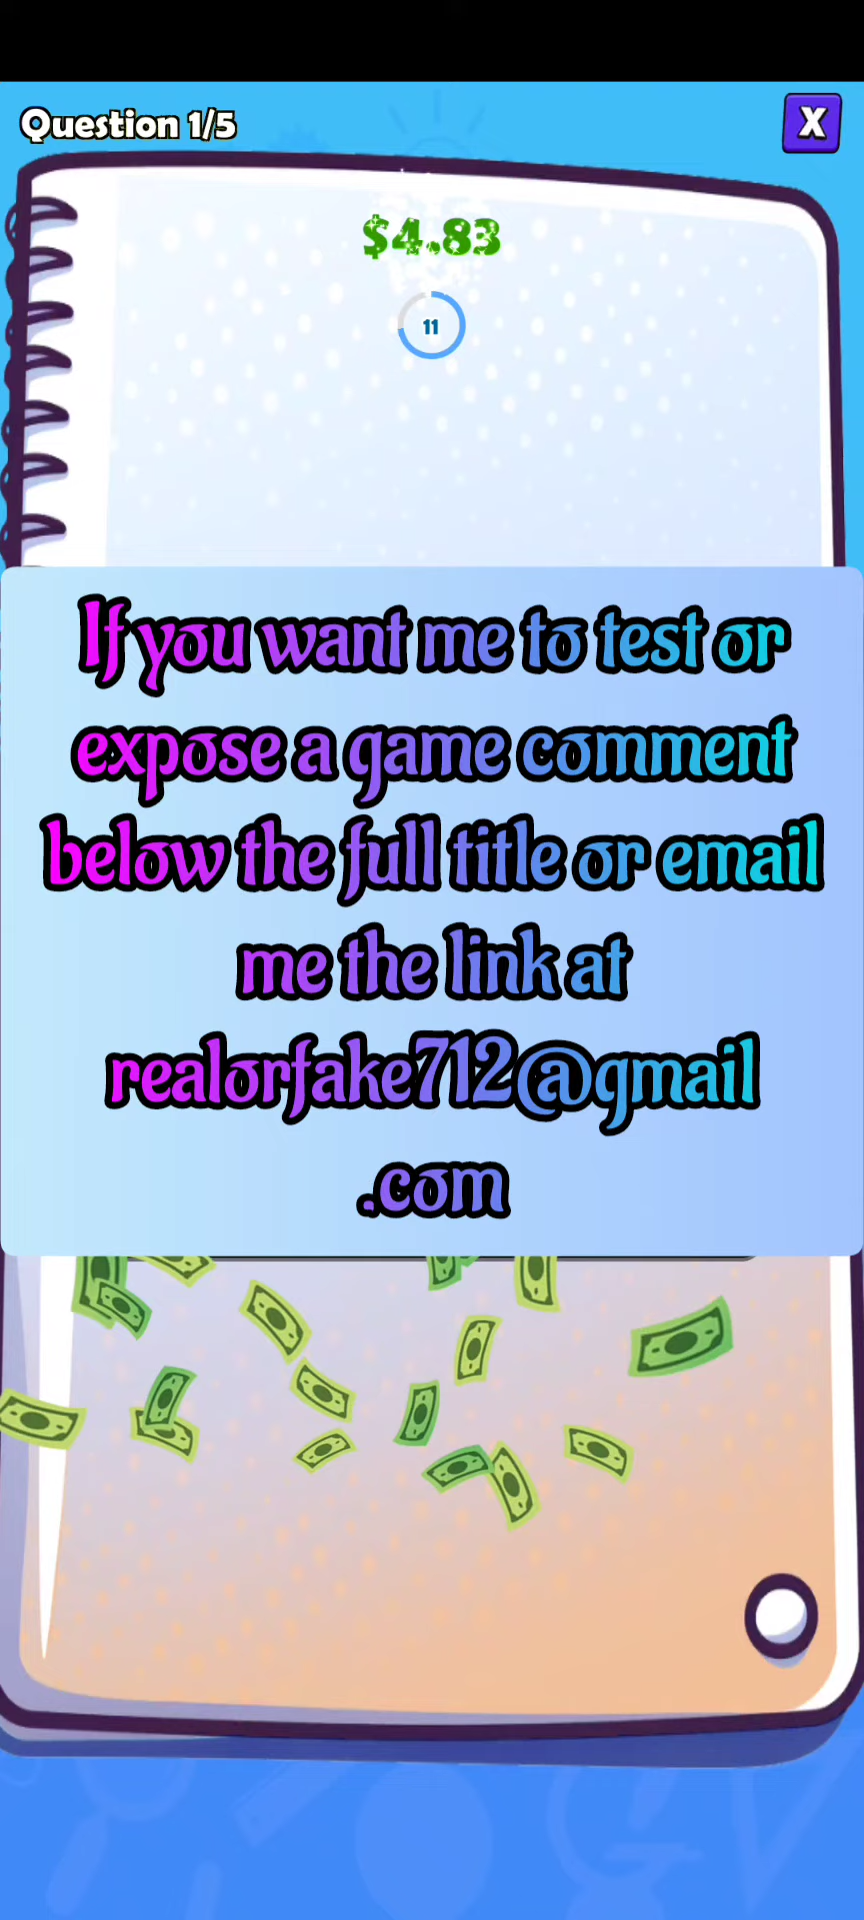 Question 1/5
X
$4.83
11
If you want me to test or
expose a game comment
below the full title or email
me the link at
realorfake712@gmail
.com